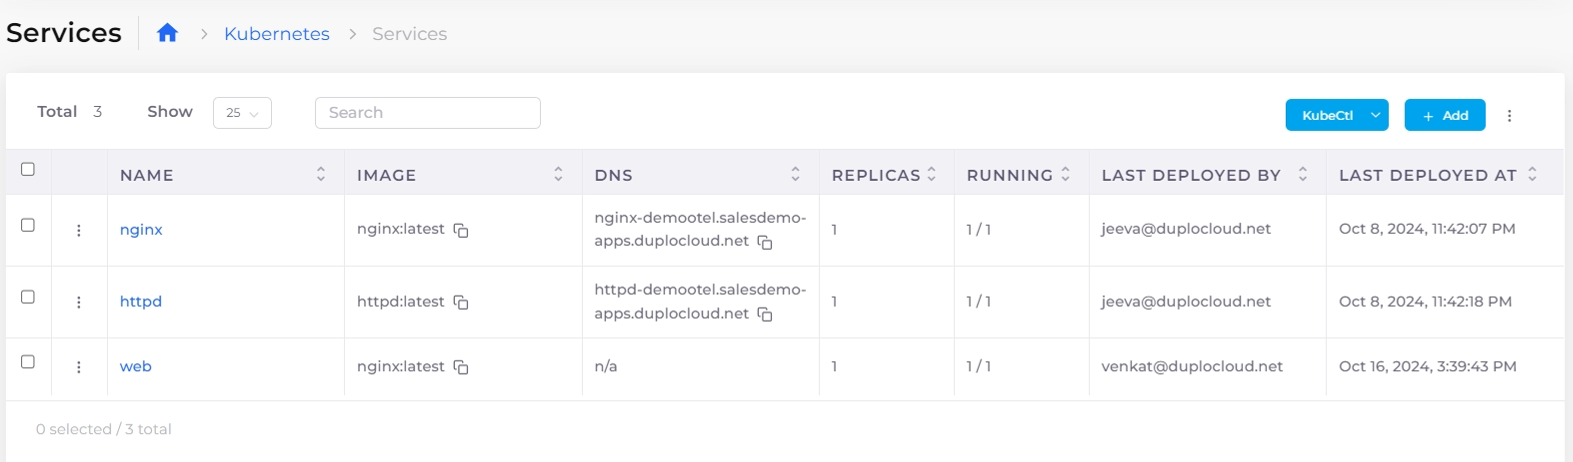 Services Kubernetes Services
Total 3 Show 25 Search KubeCtl + Add
NAME IMAGE DNS REPLICAS RUNNING LAST DEPLOYED BY LAST DEPLOYED AT
nginx nginx:latest nginx-demootel.salesdemo-
apps.duplocloud.net 1 1 / 1 jeeva@duplocloud.net Oct 8, 2024, 11:42:07 PM
httpd httpd:latest httpd-demootel.salesdemo-
apps.duplocloud.net 1 1 / 1 jeeva@duplocloud.net Oct 8, 2024, 11:42:18 PM
web nginx:latest n/a 1 1 / 1 venkat@duplocloud.net Oct 16, 2024, 3:39:43 PM
0 selected / 3 total